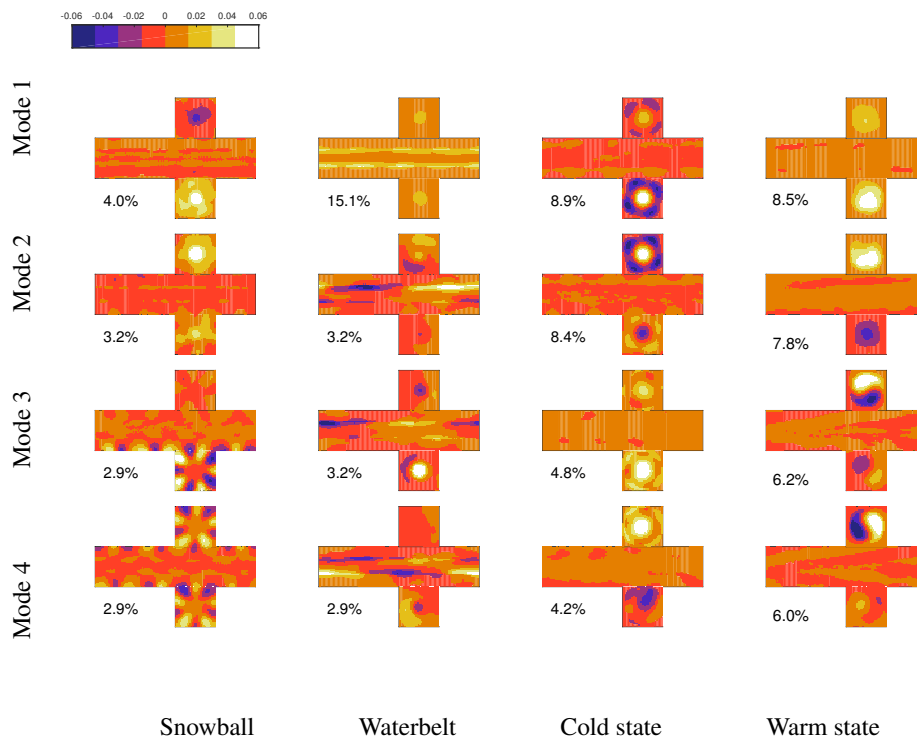 -0.06 -0.04 -0.02 0 0.02 0.04 0.06
Mode 1
4.0% 15.1% 8.9% 8.5%
Mode 2
3.2% 3.2% 8.4% 7.8%
Mode 3
2.9% 3.2% 4.8% 6.2%
Mode 4
2.9% 2.9% 4.2% 6.0%
Snowball Waterbelt Cold state Warm state